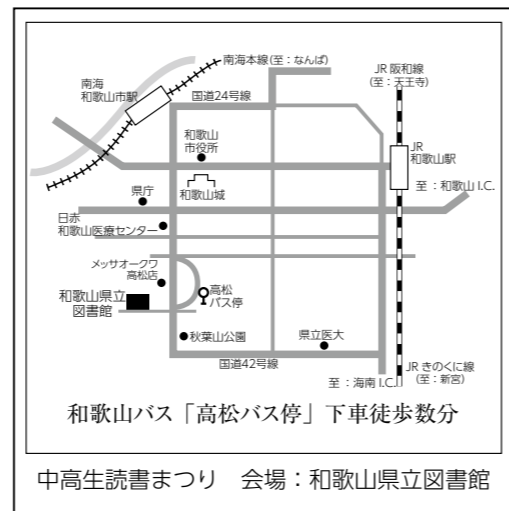 南海本線(至：なんば)
JR 阪和線
(至：天王寺)
南海
和歌山市駅
国道24号線
和歌山
市役所
JR
和歌山駅
和歌山城
至：和歌山 I.C.
県庁
日赤
和歌山医療センター
メッサオークワ
高松店
高松
バス停
和歌山県立
図書館
秋葉山公園
県立医大
国道42号線
JR きのくに線
(至：新宮)
至：海南 I.C.
和歌山バス「高松バス停」下車徒歩数分
中高生読書まつり　会場：和歌山県立図書館